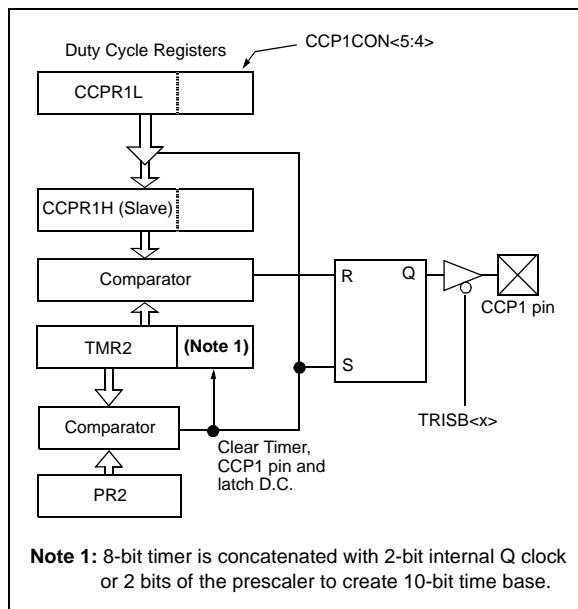 Duty Cycle Registers
CCP1CON<5:4>
CCPR1L
CCPR1H (Slave)
Comparator
R
Q
CCP1 pin
TMR2
(Note 1)
S
Comparator
TRISB<x>
Clear Timer,
CCP1 pin and
latch D.C.
PR2
Note 1: 8-bit timer is concatenated with 2-bit internal Q clock
or 2 bits of the prescaler to create 10-bit time base.